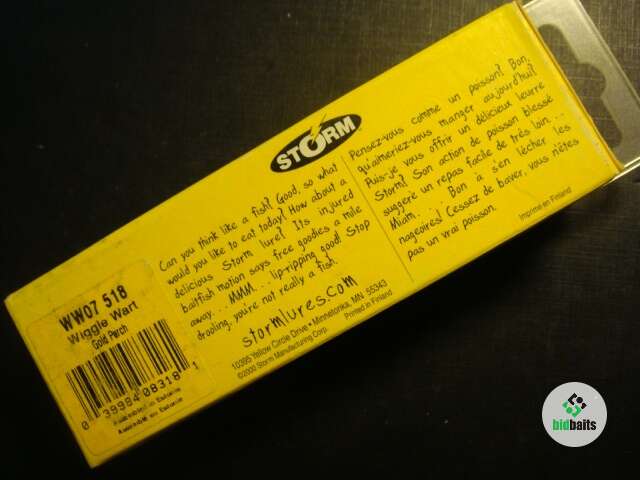 STORM
Can you think like a fish? Good, so what
would you like to eat today? How about a
delicious Storm lure? Its injured
baitfish motion says free goodies a mile
away... MMM... lip-ripping good! Stop
drooling, you're not really a fish.
stormlures.com
10395 Yellow Circle Drive • Minnetonka, MN, 55343
©2000 Storm Manufacturing Corp.
Printed in Finland
Pensez-vous comme un poisson? Bon,
qu'aimeriez-vous manger aujourd'hui?
Puis-je vous offrir un délicieux leurre
Storm? Son action de poisson blessé
suggère un repas facile de très loin...
Miam... Bon à s'en lécher les
nageoires! Cessez de baver, vous n'êtes
pas un vrai poisson.
Imprimé en Finland
WW07 518
Wiggle Wart
Gold Perch
0 39984 08318 1
Assembled in Estonia
bidbaits